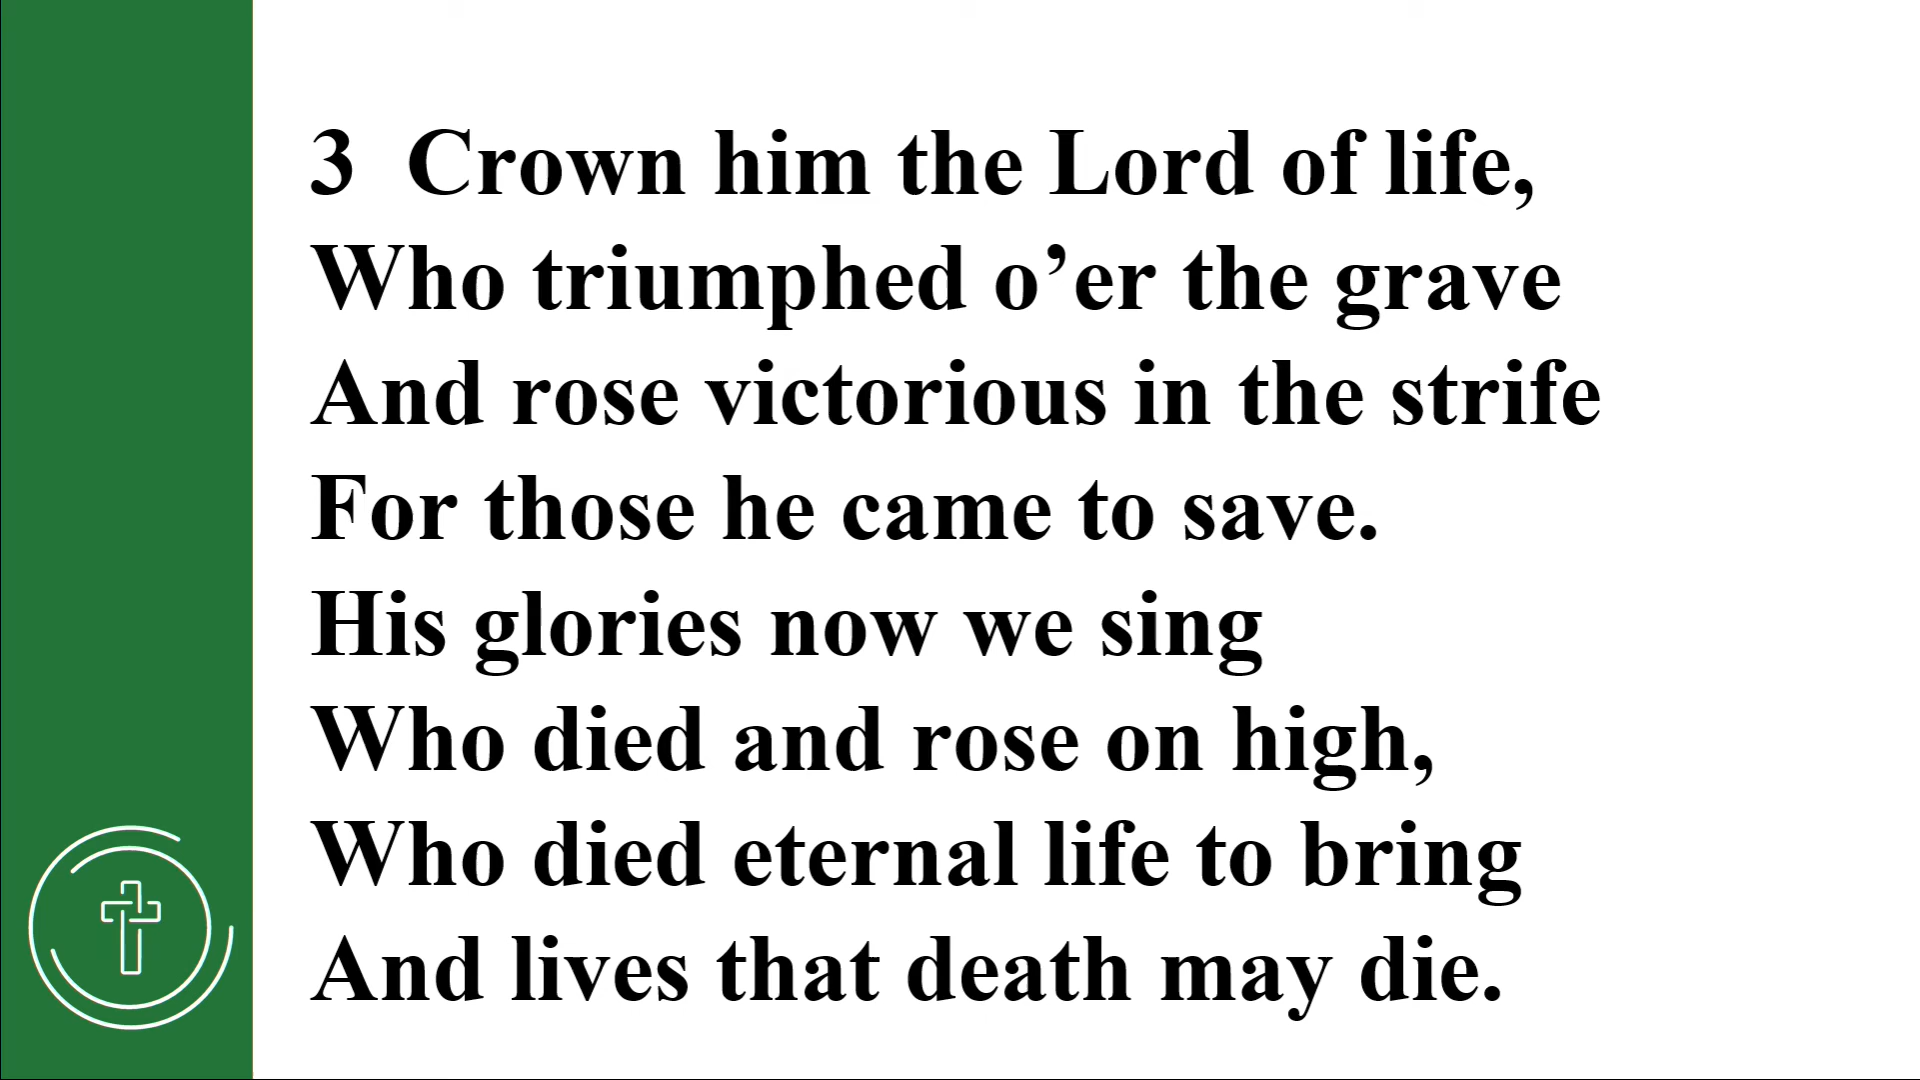 3  Crown him the Lord of life,
Who triumphed o’er the grave
And rose victorious in the strife
For those he came to save.
His glories now we sing
Who died and rose on high,
Who died eternal life to bring
And lives that death may die.